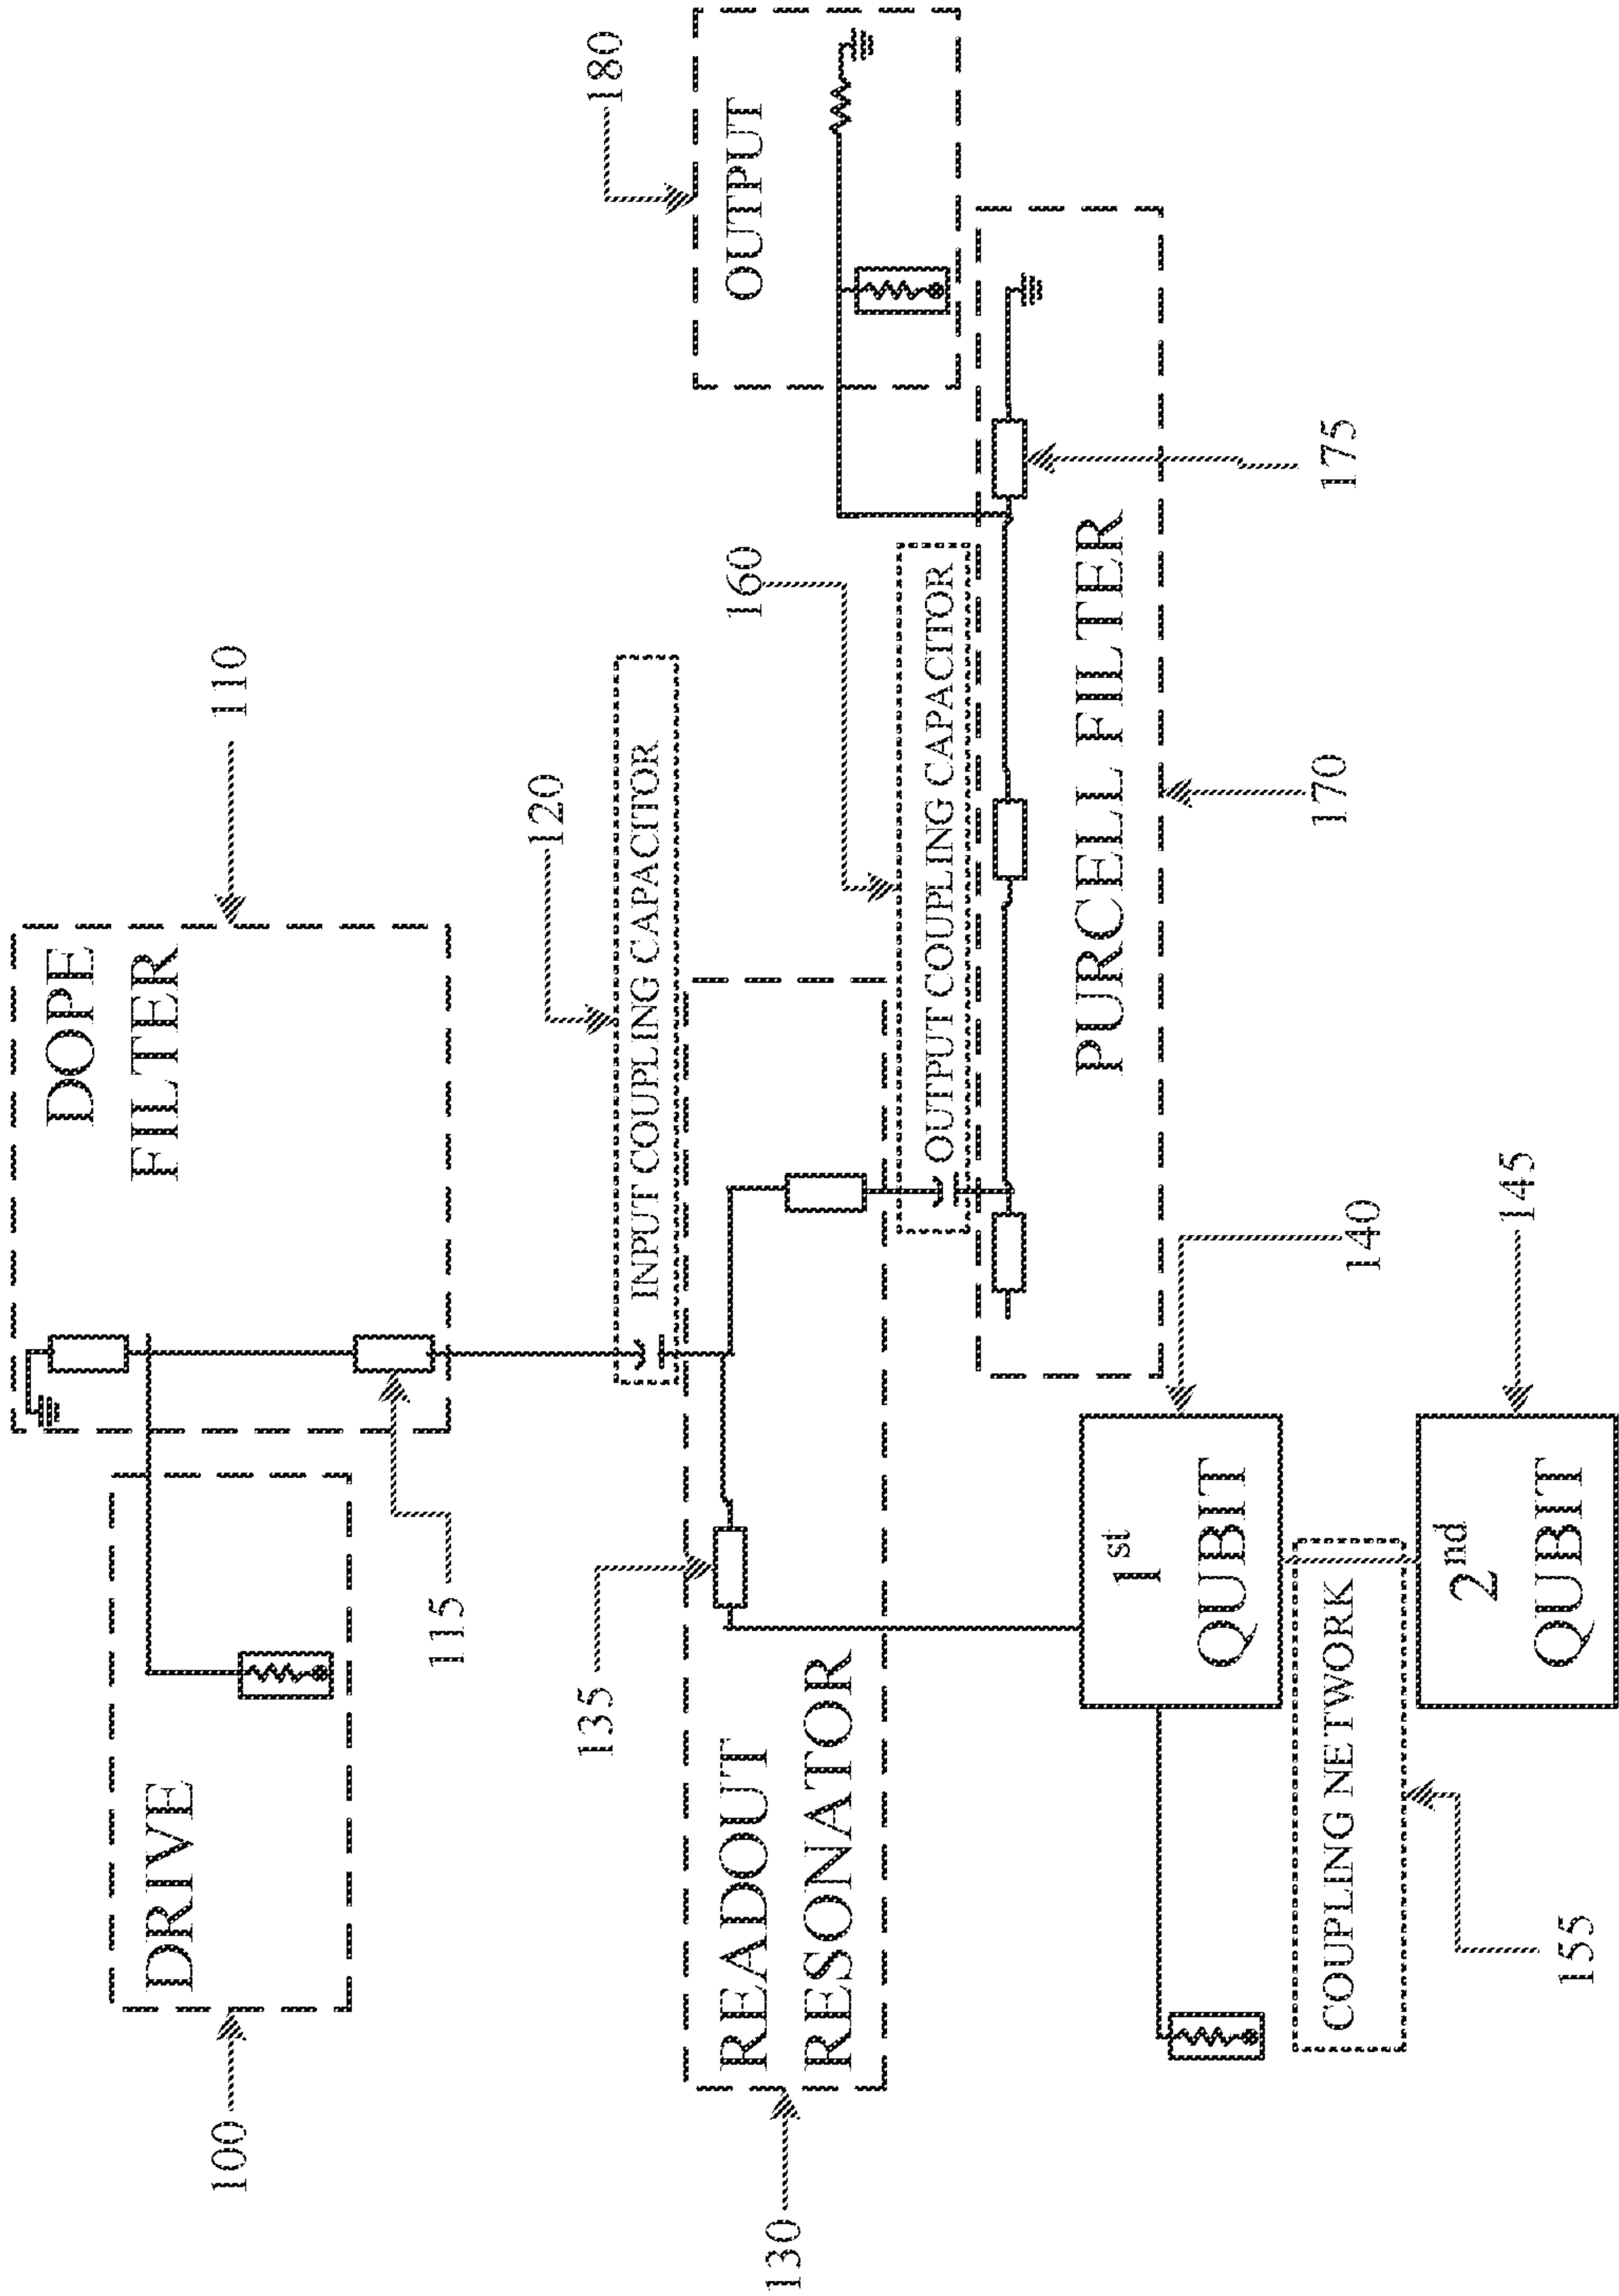 100
DRIVE
DOPE
FILTER
110
115
120
INPUT COUPLING CAPACITOR
130
READOUT
RESONATOR
135
160
OUTPUT COUPLING CAPACITOR
180
OUTPUT
PURCELL FILTER
170
175
1st
QUBIT
140
COUPLING NETWORK
155
2nd
QUBIT
145